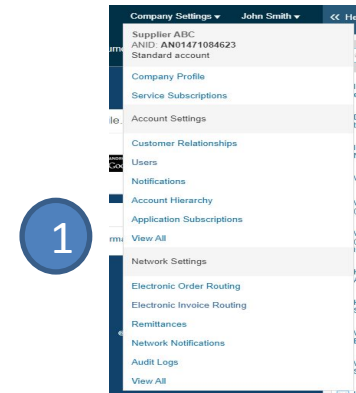 Company Settings ▾ John Smith ▾ « He
Supplier ABC
ANID: AN01471084623
Standard account
Company Profile
Service Subscriptions
Account Settings
Customer Relationships
Users
Notifications
Account Hierarchy
Application Subscriptions
View All
1
Network Settings
Electronic Order Routing
Electronic Invoice Routing
Remittances
Network Notifications
Audit Logs
View All